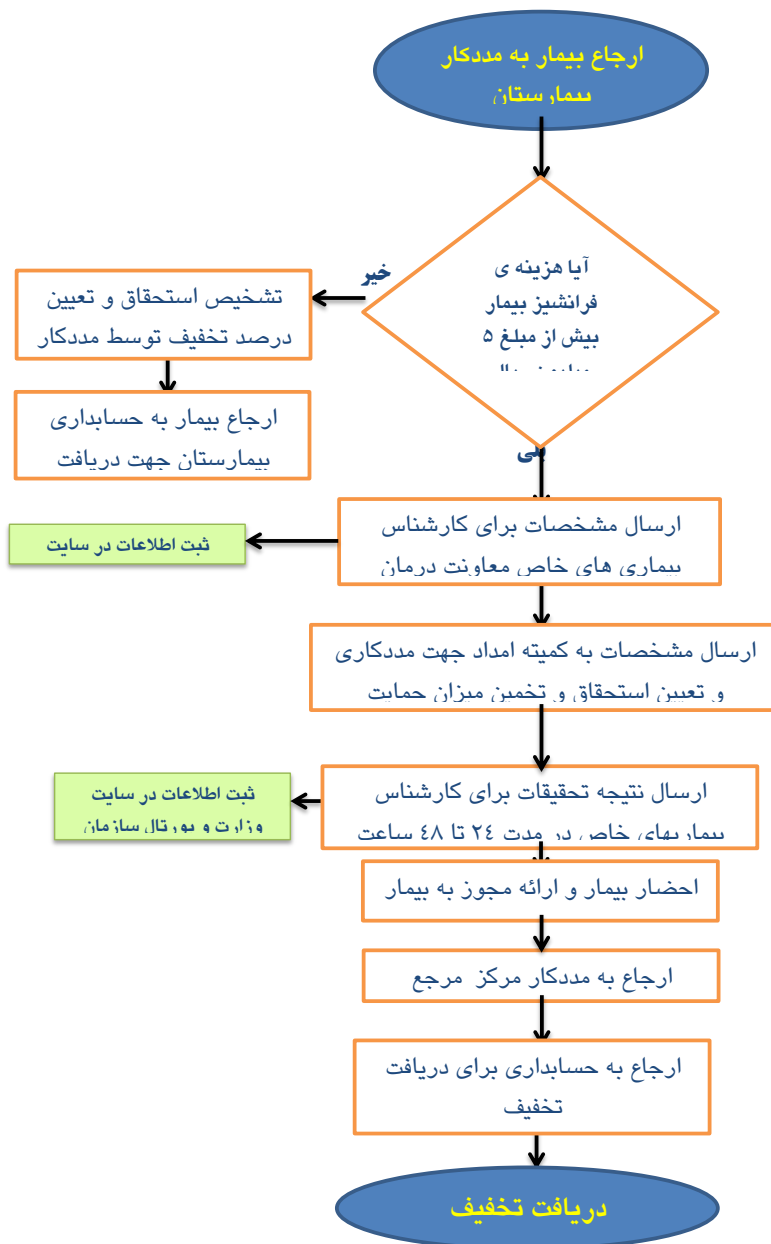 ارجاع بیمار به مددکار
بیمارستان
آیا هزینه ی
فرانشیز بیمار
بیش از مبلغ ۵
خیر
تشخیص استحقاق و تعیین
درصد تخفیف توسط مددکار
ارجاع بیمار به حسابداری
بیمارستان جهت دریافت
بلی
ارسال مشخصات برای کارشناس
بیماری های خاص معاونت درمان
ثبت اطلاعات در سایت
ارسال مشخصات به کمیته امداد جهت مددکاری
و تعیین استحقاق و تخمین میزان حمایت
ارسال نتیجه تحقیقات برای کارشناس
بیماریهای خاص در مدت ٢٤ تا ٤٨ ساعت
ثبت اطلاعات در سایت
وزارت و پورتال سازمان
احضار بیمار و ارائه مجوز به بیمار
ارجاع به مددکار مرکز مرجع
ارجاع به حسابداری برای دریافت
تخفیف
دریافت تخفیف